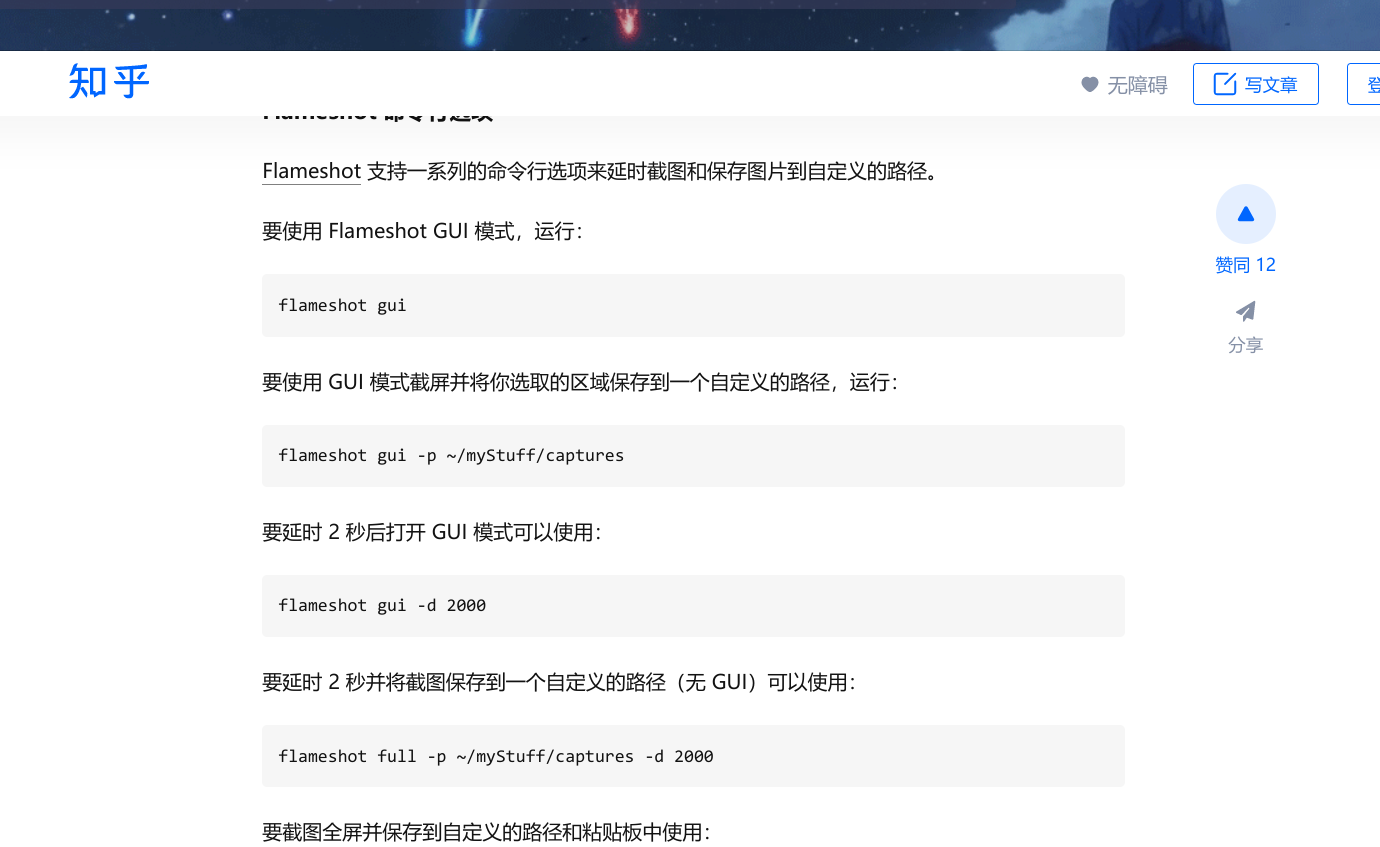 知乎
无障碍
写文章
登
Flameshot 命令行选项
Flameshot 支持一系列的命令行选项来延时截图和保存图片到自定义的路径。
要使用 Flameshot GUI 模式，运行：
flameshot gui
要使用 GUI 模式截屏并将你选取的区域保存到一个自定义的路径，运行：
flameshot gui -p ~/myStuff/captures
要延时 2 秒后打开 GUI 模式可以使用：
flameshot gui -d 2000
要延时 2 秒并将截图保存到一个自定义的路径（无 GUI）可以使用：
flameshot full -p ~/myStuff/captures -d 2000
要截图全屏并保存到自定义的路径和粘贴板中使用：
赞同 12
分享